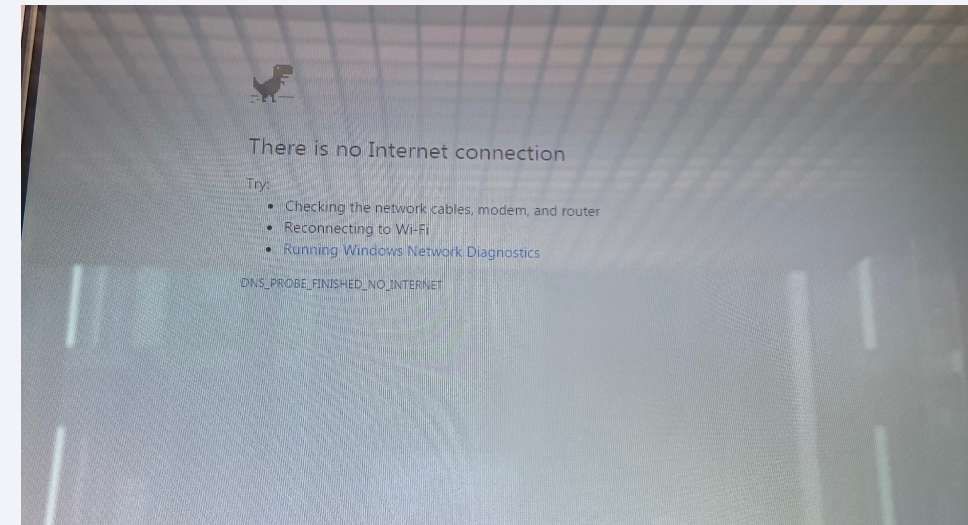 There is no Internet connection
Try:
• Checking the network cables, modem, and router
• Reconnecting to Wi-Fi
• Running Windows Network Diagnostics
DNS_PROBE_FINISHED_NO_INTERNET